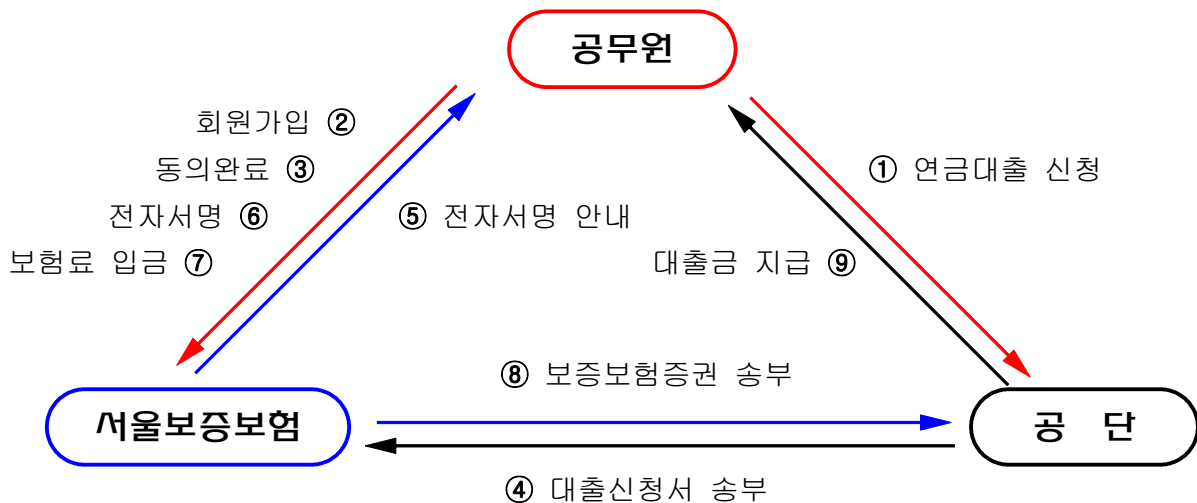 공무원
회원가입 ②
동의완료 ③
① 연금대출 신청
전자서명 ⑥
⑤ 전자서명 안내
보험료 입금 ⑦
대출금 지급 ⑨
⑧ 보증보험증권 송부
서울보증보험
공 단
④ 대출신청서 송부